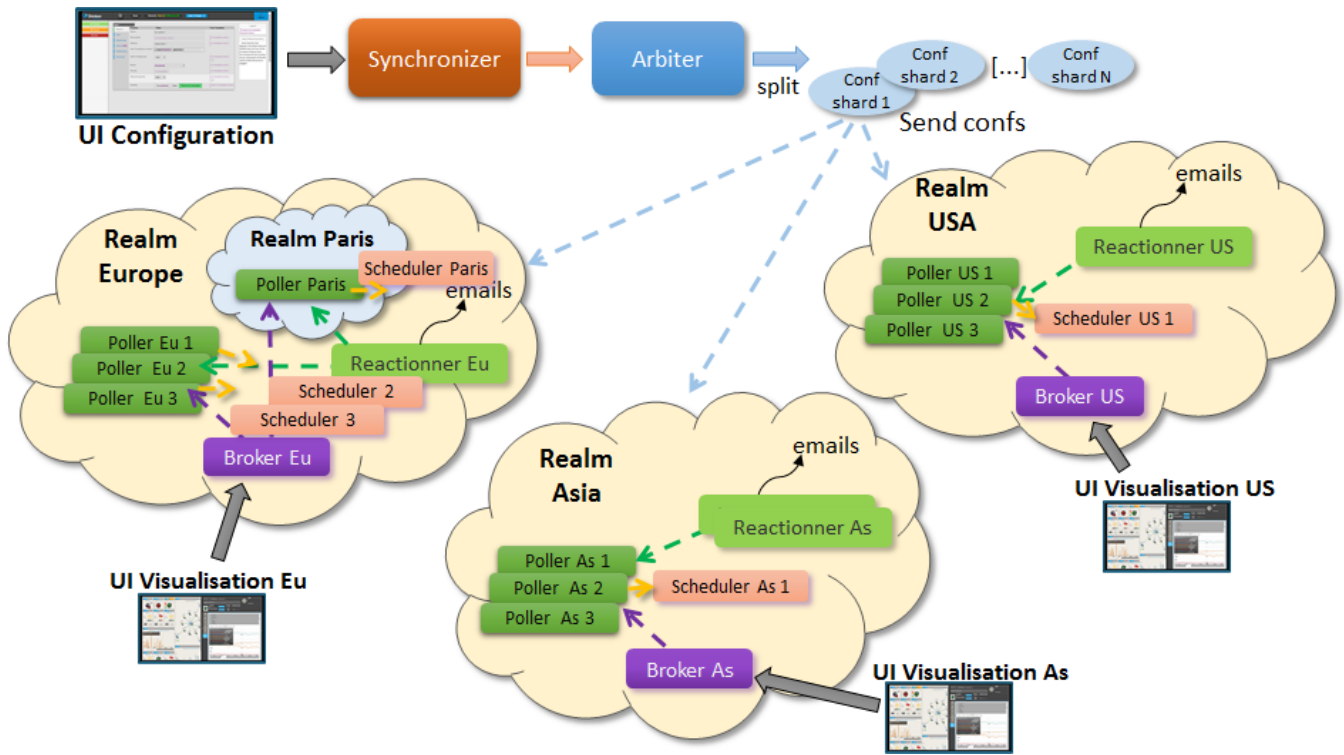 UI Configuration
Synchronizer
Arbiter
split
Conf
shard 1
Conf
shard 2
[...]
Conf
shard N
Send confs
Realm
Europe
Realm Paris
Scheduler Paris
Poller Paris
emails
Poller Eu 1
Poller Eu 2
Poller Eu 3
Reactionner Eu
Scheduler 2
Scheduler 3
Broker Eu
UI Visualisation Eu
Realm
USA
emails
Reactionner US
Poller US 1
Poller US 2
Poller US 3
Scheduler US 1
Broker US
UI Visualisation US
Realm
Asia
emails
Reactionner As
Poller As 1
Poller As 2
Poller As 3
Scheduler As 1
Broker As
UI Visualisation As